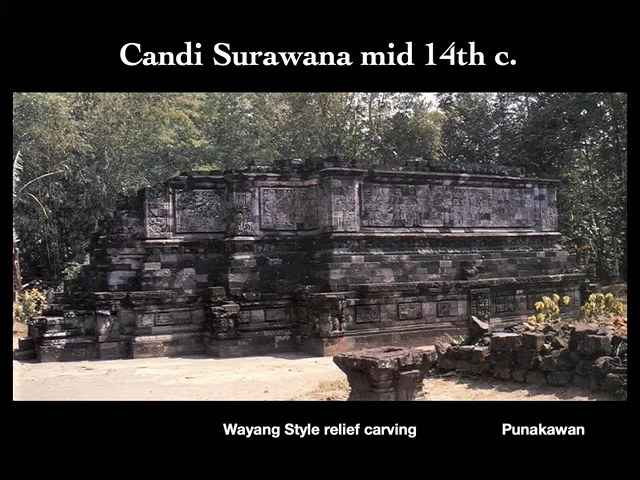 Candi Surawana mid 14th c.
Wayang Style relief carving
Punakawan